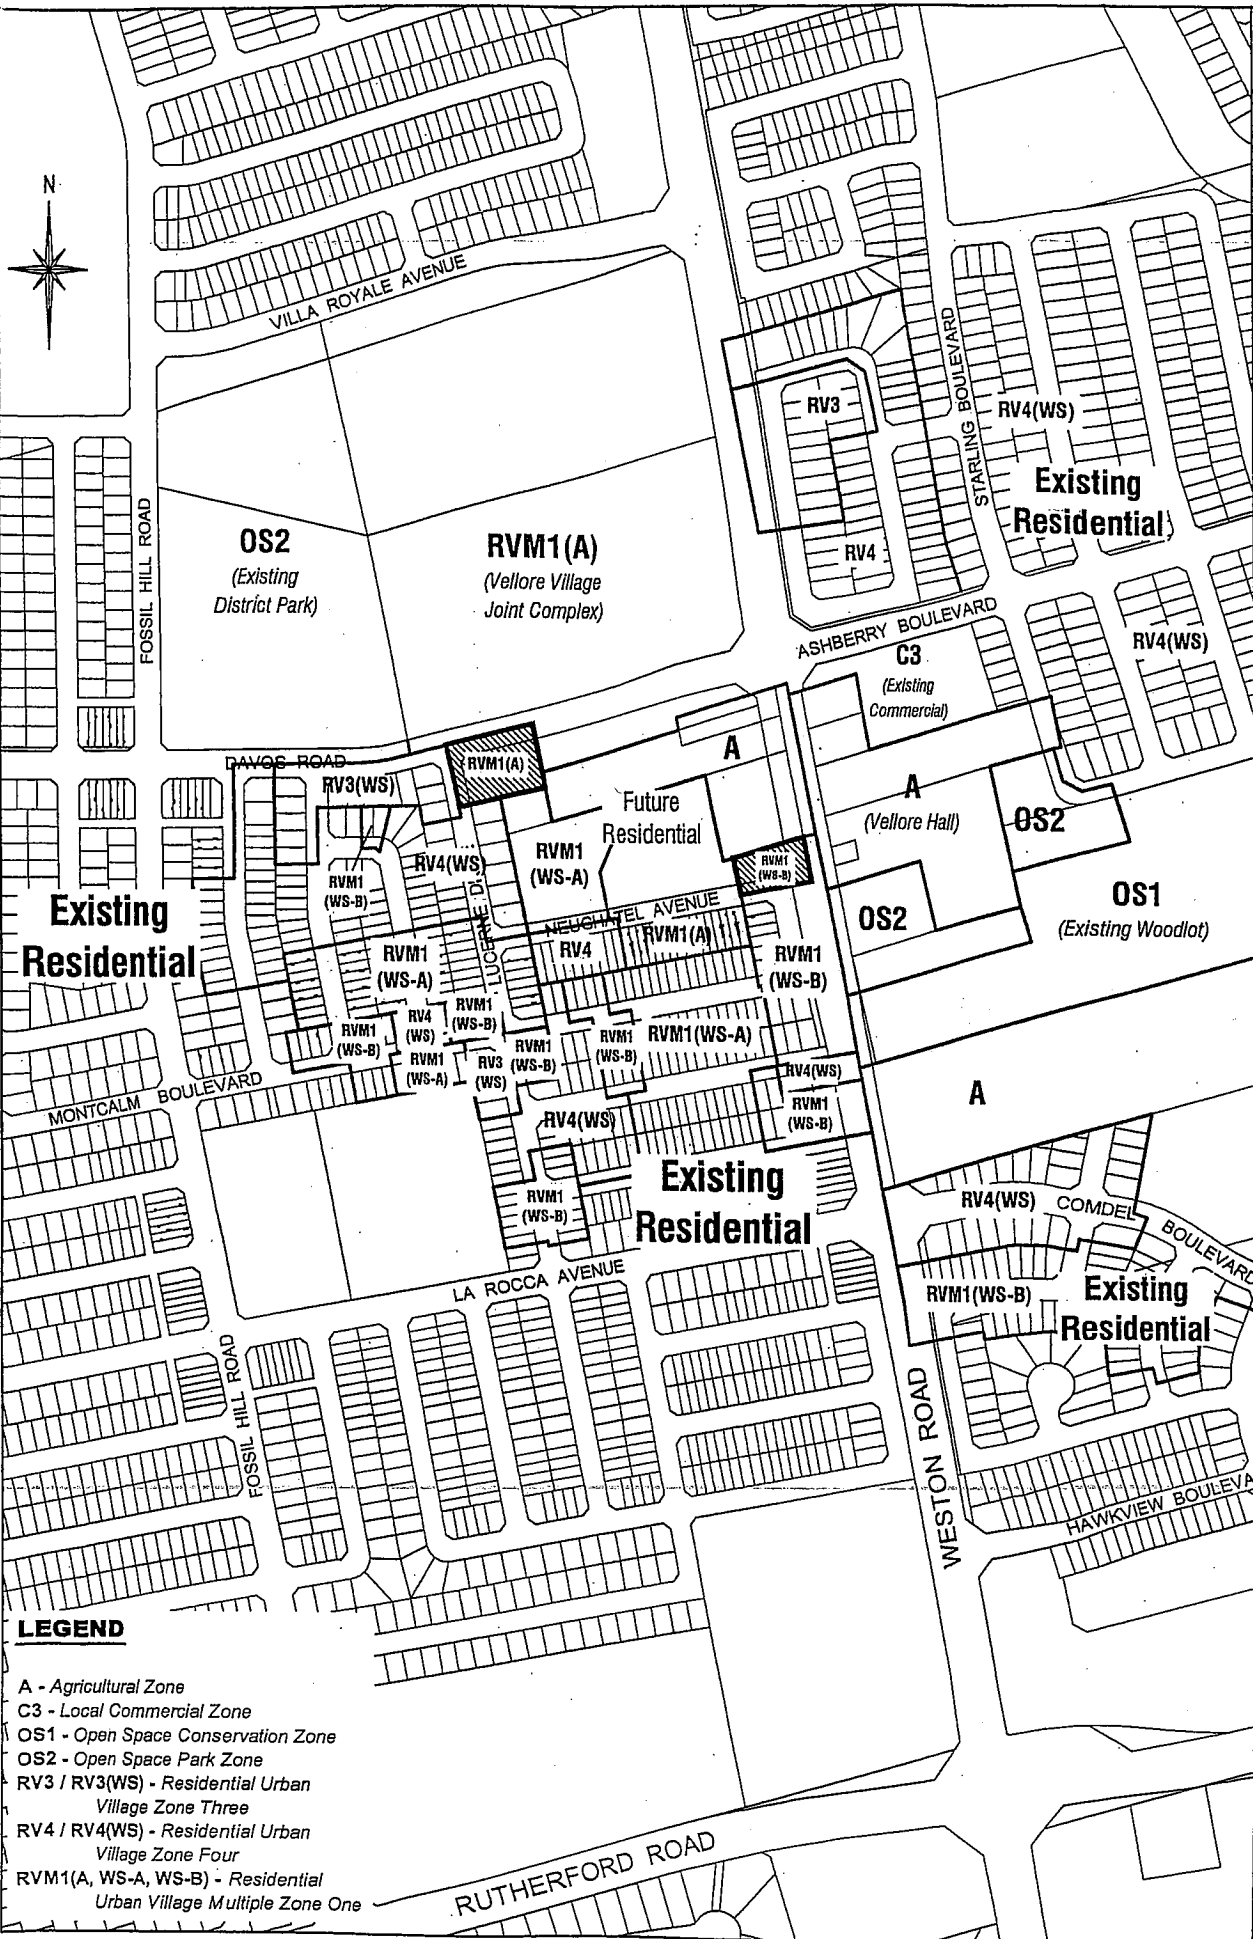 N
VILLA ROYALE AVENUE
STARLING BOULEVARD
RV3
RV4(WS)
Existing
Residential
FOSSIL HILL ROAD
OS2
(Existing
District Park)
RVM1(A)
(Vellore Village
Joint Complex)
RV4
ASHBERRY BOULEVARD
RV4(WS)
C3
(Existing
Commercial)
DAVOS ROAD
RVM1(A)
A
RV3(WS)
Future
Residential
A
(Vellore Hall)
OS2
RVM1
(WS-A)
RVM1
(WS-B)
RV4(WS)
RVM1
(WS-B)
Existing
Residential
LUCERNE
NEUCHATEL AVENUE
RV4
RVM1(A)
OS2
OS1
(Existing Woodlot)
RVM1
(WS-A)
RVM1
(WS-B)
RV4
(WS)
RVM1
(WS-B)
RVM1
(WS-B)
RVM1
(WS-A)
RV3
(WS)
RVM1
(WS-B)
RVM1
(WS-B)
RVM1(WS-A)
RV4(WS)
RVM1
(WS-B)
A
MONTCALM BOULEVARD
RV4(WS)
Existing
Residential
RVM1
(WS-B)
RV4(WS)
COMDEL BOULEVARD
LA ROCCA AVENUE
RVM1(WS-B)
Existing
Residential
FOSSIL HILL ROAD
WESTON ROAD
HAWKVIEW BOULEVA
LEGEND
A - Agricultural Zone
C3 - Local Commercial Zone
OS1 - Open Space Conservation Zone
OS2 - Open Space Park Zone
RV3 / RV3(WS) - Residential Urban
Village Zone Three
RV4 / RV4(WS) - Residential Urban
Village Zone Four
RVM1(A, WS-A, WS-B) - Residential
Urban Village Multiple Zone One
RUTHERFORD ROAD